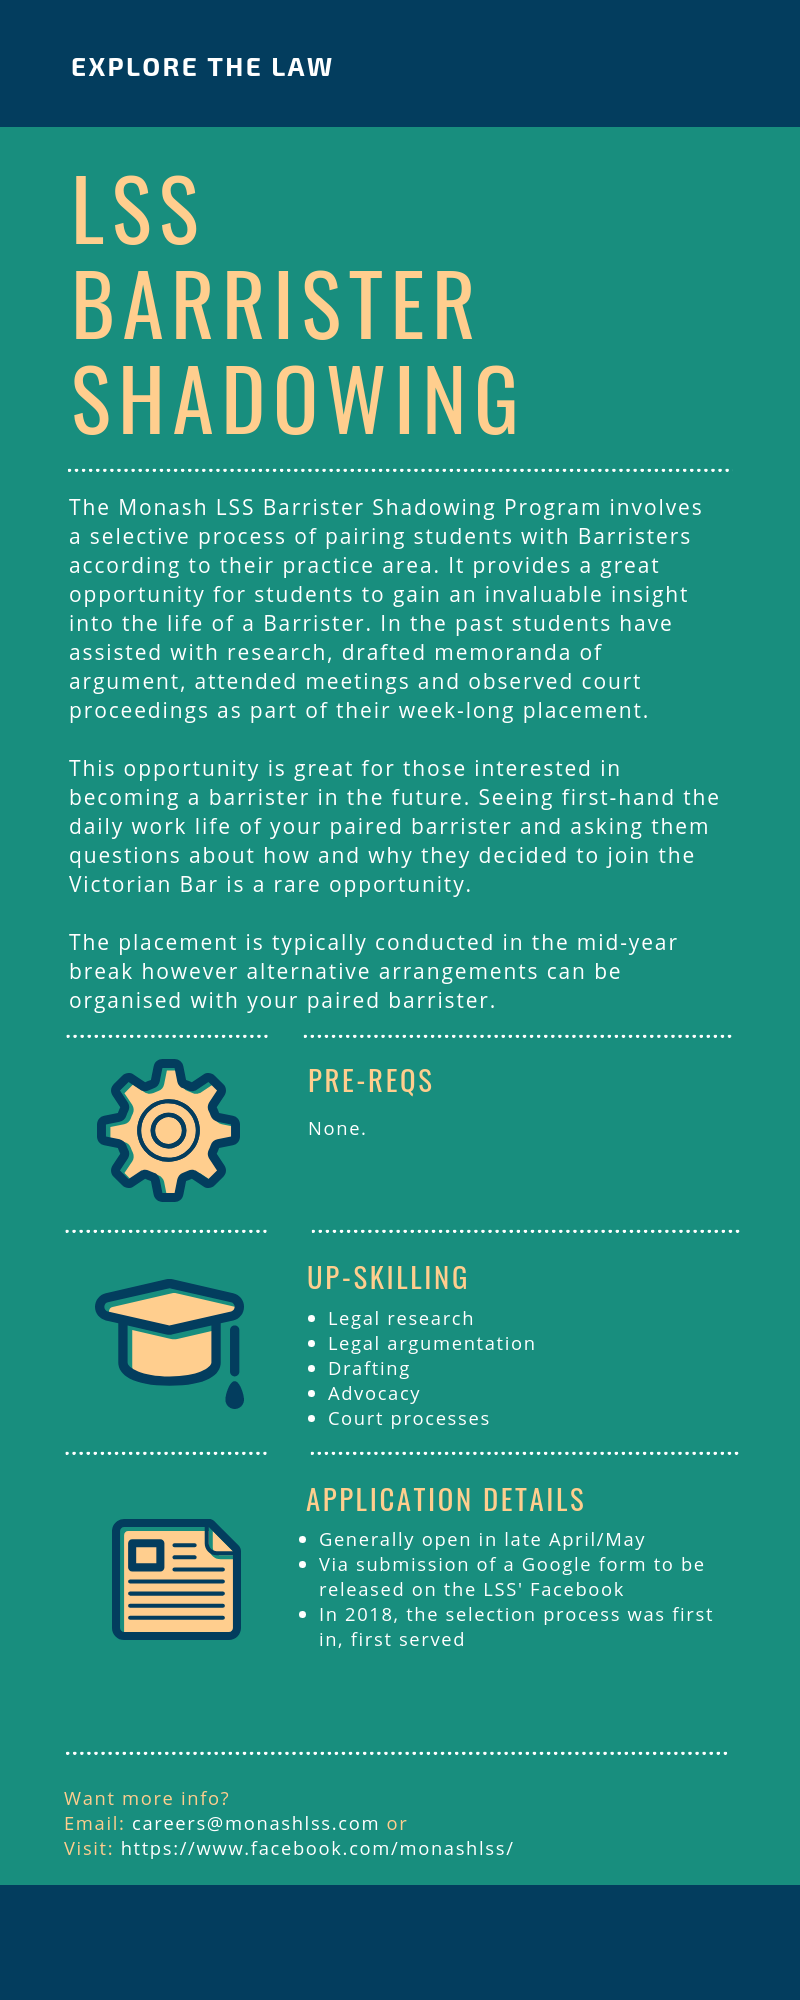 EXPLORE THE LAW
LSS
BARRISTER
SHADOWING
The Monash LSS Barrister Shadowing Program involves
a selective process of pairing students with Barristers
according to their practice area. It provides a great
opportunity for students to gain an invaluable insight
into the life of a Barrister. In the past students have
assisted with research, drafted memoranda of
argument, attended meetings and observed court
proceedings as part of their week-long placement.
This opportunity is great for those interested in
becoming a barrister in the future. Seeing first-hand the
daily work life of your paired barrister and asking them
questions about how and why they decided to join the
Victorian Bar is a rare opportunity.
The placement is typically conducted in the mid-year
break however alternative arrangements can be
organised with your paired barrister.
PRE-REQS
None.
UP-SKILLING
• Legal research
• Legal argumentation
• Drafting
• Advocacy
• Court processes
APPLICATION DETAILS
• Generally open in late April/May
• Via submission of a Google form to be
released on the LSS' Facebook
• In 2018, the selection process was first
in, first served
Want more info?
Email: careers@monashlss.com or
Visit: https://www.facebook.com/monashlss/